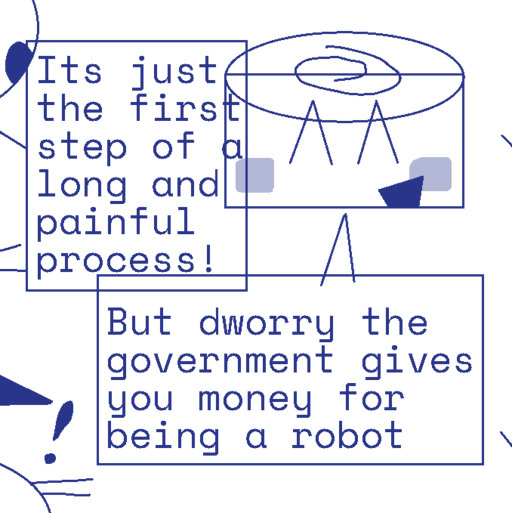 Its just
the first
step of a
long and
painful
process!
But dworry the
government gives
you money for
being a robot
!